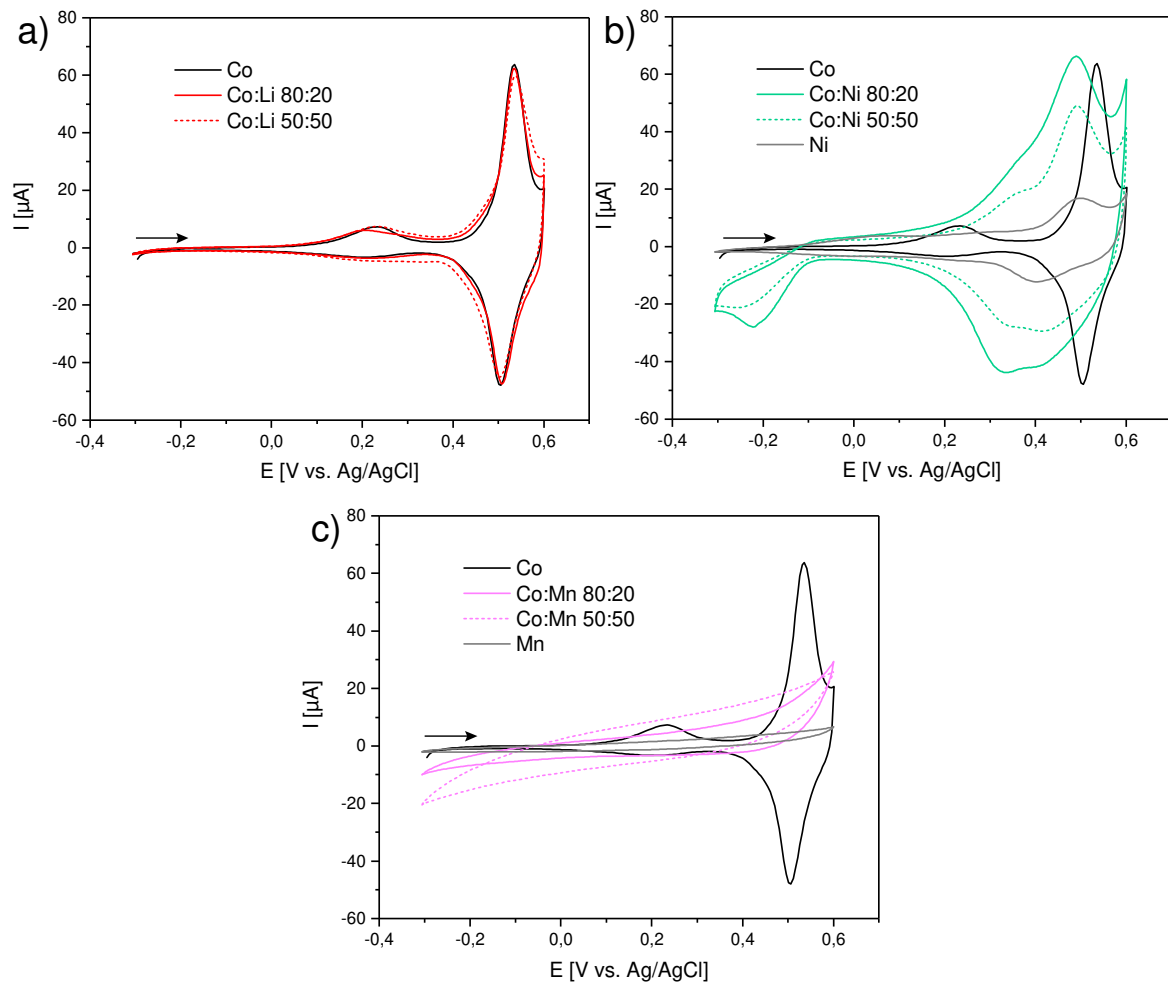 a)
Co
Co:Li 80:20
Co:Li 50:50
80
60
40
20
0
-20
-40
-60
I [µA]
-0,4
-0,2
0,0
0,2
0,4
0,6
E [V vs. Ag/AgCl]
b)
Co
Co:Ni 80:20
Co:Ni 50:50
Ni
80
60
40
20
0
-20
-40
-60
I [µA]
-0,4
-0,2
0,0
0,2
0,4
0,6
E [V vs. Ag/AgCl]
c)
Co
Co:Mn 80:20
Co:Mn 50:50
Mn
80
60
40
20
0
-20
-40
-60
I [µA]
-0,4
-0,2
0,0
0,2
0,4
0,6
E [V vs. Ag/AgCl]